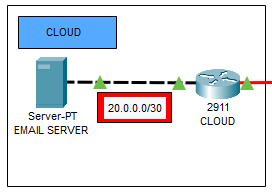 CLOUD
Server-PT
EMAIL SERVER
20.0.0.0/30
2911
CLOUD